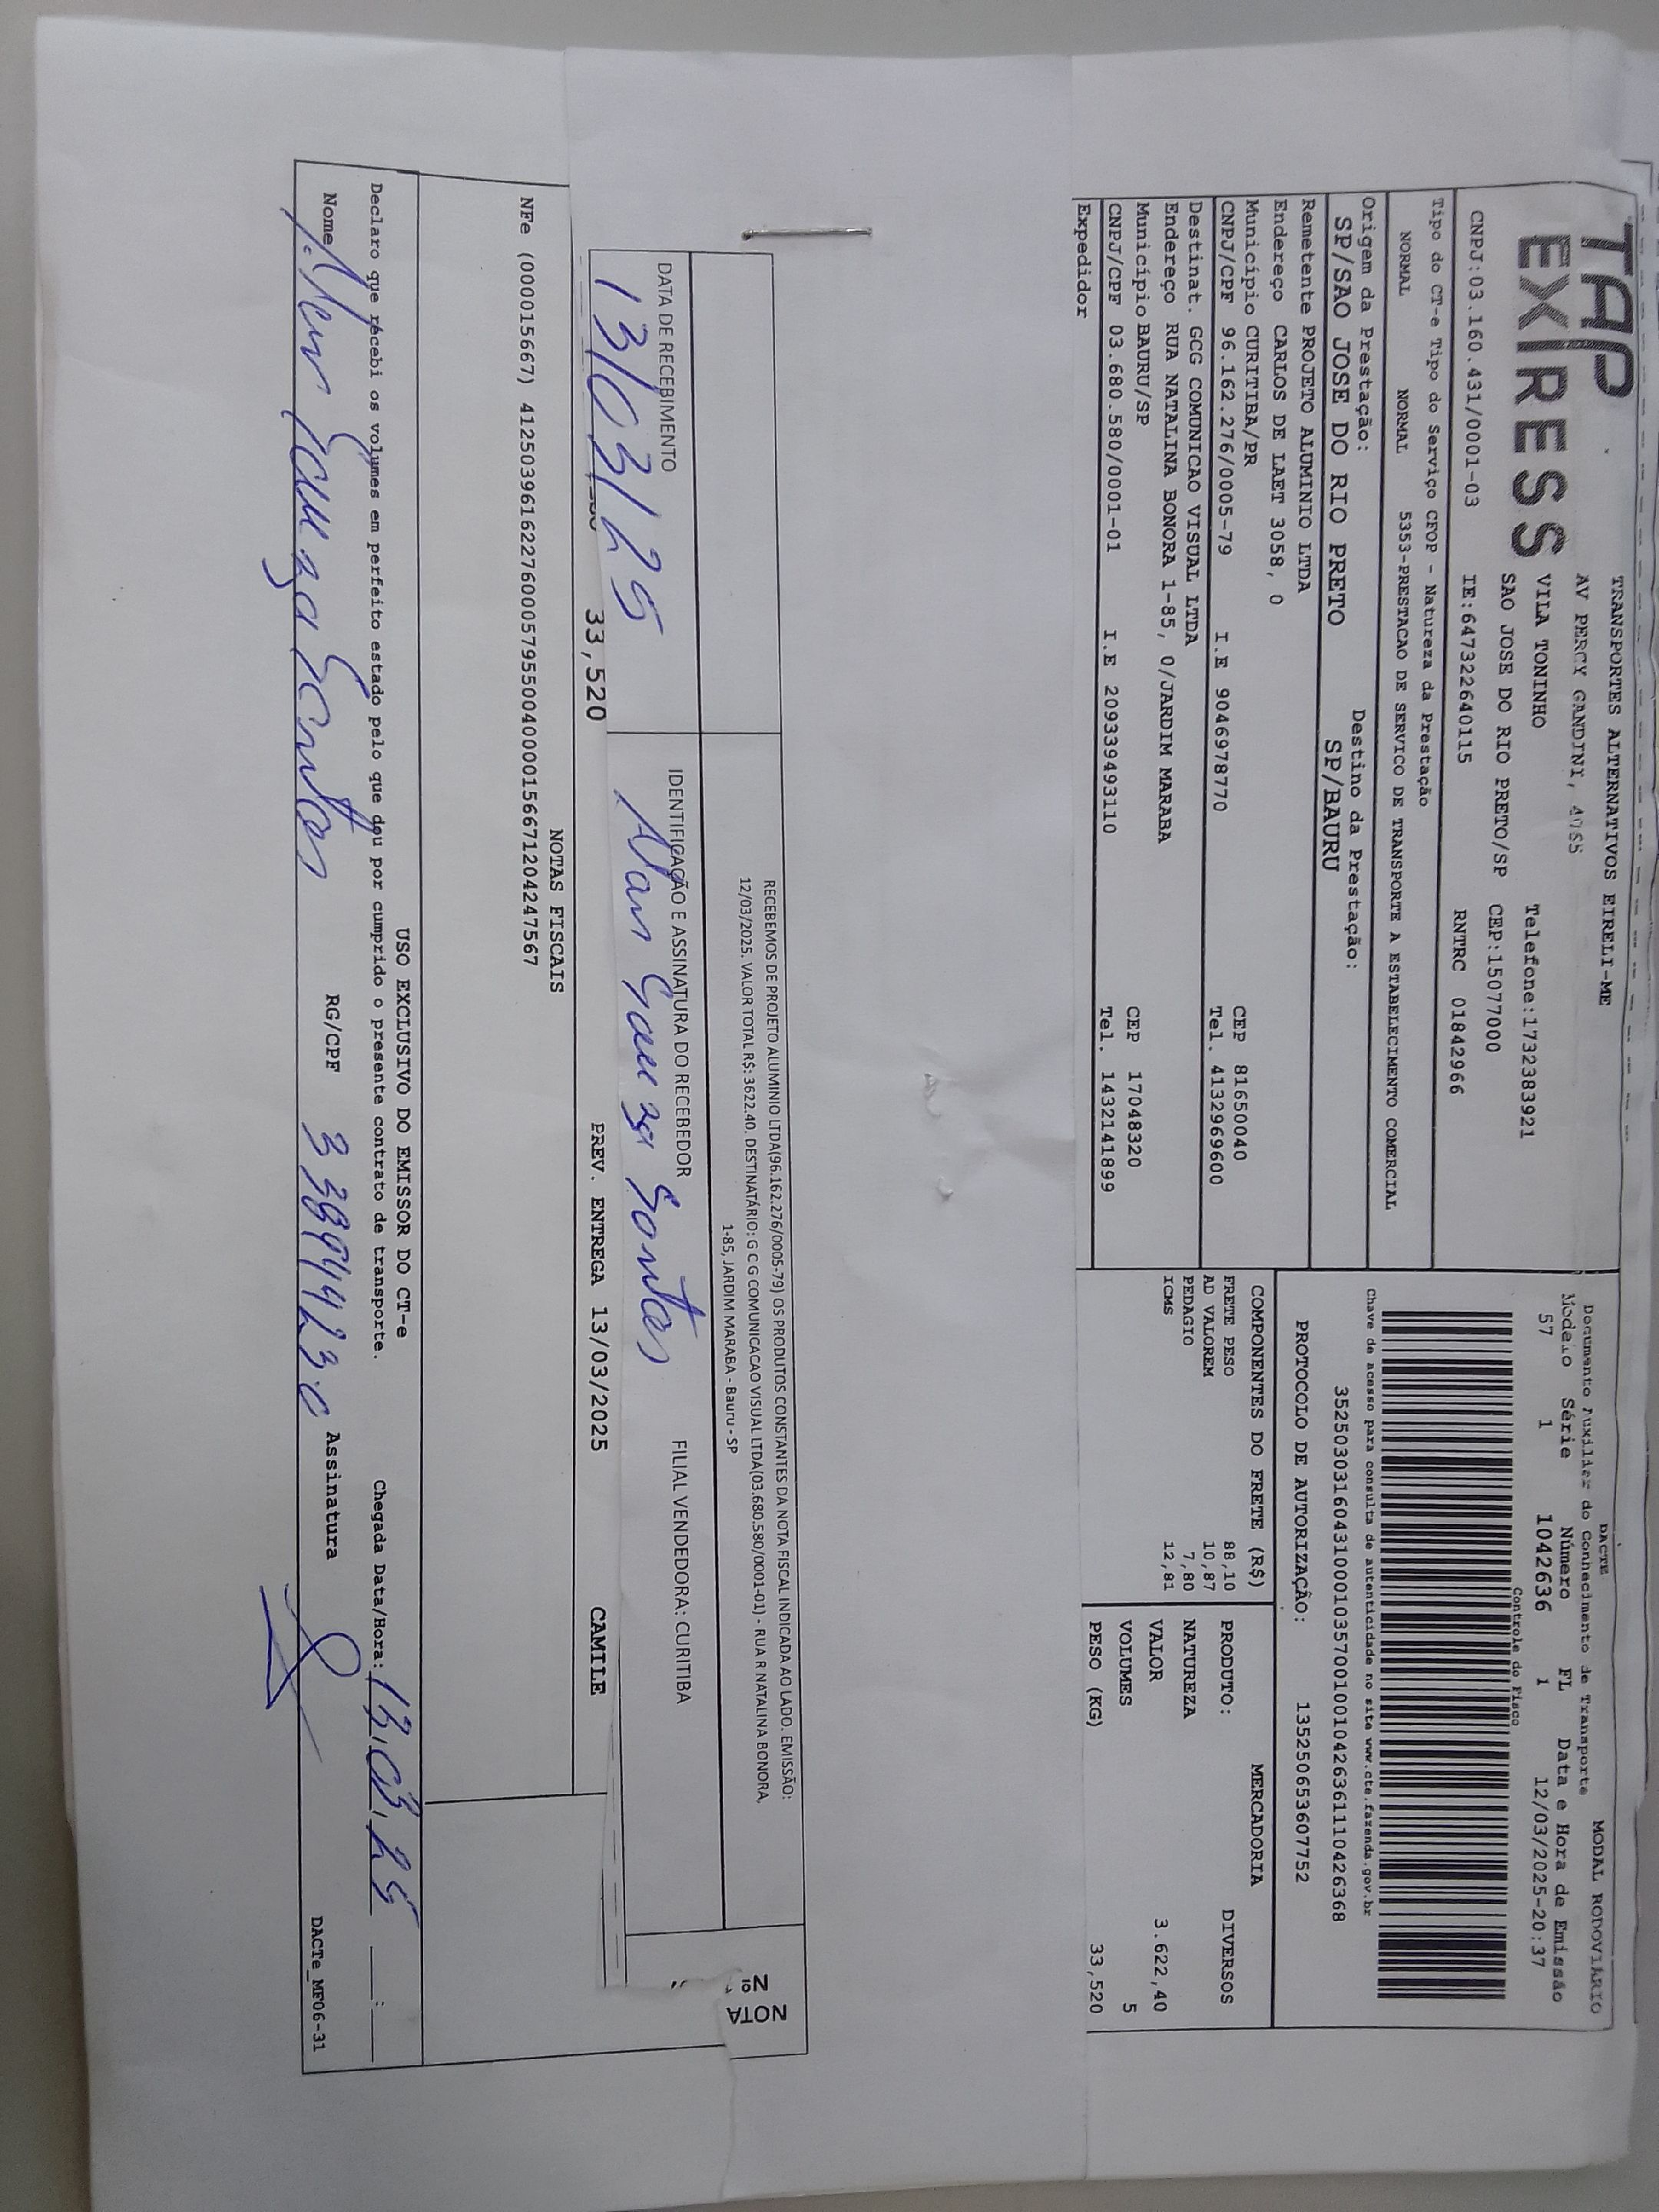 TAP
EXPRESS
TRANSPORTES ALTERNATIVOS EIRELI-ME
AV PERCY GANDINI, 4765
VILA TONINHO Telefone:1732383921
SAO JOSE DO RIO PRETO/SP CEP:15077000
CNPJ:03.160.431/0001-03 IE:647322640115 RNTRC 01842966
DACTE
MODAL RODOVIÁRIO
Documento Auxiliar do Conhecimento de Transporte
Modelo Série Número FL Data e Hora de Emissão
57 1 1042636 1 12/03/2025-20:37
Controle do Fisco
Chave de acesso para consulta de autenticidade no site www.cte.fazenda.gov.br
35250303160431000103570010010426361110426368
PROTOCOLO DE AUTORIZAÇÃO: 135250653607752
Tipo do CT-e Tipo do Serviço CFOP - Natureza da Prestação
NORMAL NORMAL 5353-PRESTACAO DE SERVICO DE TRANSPORTE A ESTABELECIMENTO COMERCIAL
Origem da Prestação: Destino da Prestação:
SP/SAO JOSE DO RIO PRETO SP/BAURU
Remetente PROJETO ALUMINIO LTDA
Endereço CARLOS DE LAET 3058, 0
Município CURITIBA/PR CEP 81650040
CNPJ/CPF 96.162.276/0005-79 I.E 9046978770 Tel. 4132969600
Destinat. GCG COMUNICAO VISUAL LTDA
Endereço RUA NATALINA BONORA 1-85, 0/JARDIM MARABA
Município BAURU/SP CEP 17048320
CNPJ/CPF 03.680.580/0001-01 I.E 209339493110 Tel. 1432141899
Expedidor
COMPONENTES DO FRETE (R$)
FRETE PESO 88,10
AD VALOREM 10,87
PEDAGIO 7,80
ICMS 12,81
MERCADORIA
PRODUTO: DIVERSOS
NATUREZA
VALOR 3.622,40
VOLUMES 5
PESO (KG) 33,520
RECEBEMOS DE PROJETO ALUMINIO LTDA(96.162.276/0005-79) OS PRODUTOS CONSTANTES DA NOTA FISCAL INDICADA AO LADO. EMISSÃO:
12/03/2025. VALOR TOTAL R$: 3622.40. DESTINATÁRIO: G C G COMUNICACAO VISUAL LTDA(03.680.580/0001-01) - RUA R NATALINA BONORA,
1-85, JARDIM MARABA - Bauru - SP
NOTA
Nº
DATA DE RECEBIMENTO IDENTIFICAÇÃO E ASSINATURA DO RECEBEDOR FILIAL VENDEDORA: CURITIBA
13/03/25 Souza Santos
33,520 PREV. ENTREGA 13/03/2025 CAMILE
NOTAS FISCAIS
NFe (000015667) 41250396162276000579550040000156671204247567
USO EXCLUSIVO DO EMISSOR DO CT-e
Declaro que recebi os volumes em perfeito estado pelo que dou por cumprido o presente contrato de transporte. Chegada Data/Hora: 13,03,25 ___:___
Nome Souza Santos RG/CPF Assinatura
DACTe_MF06-31